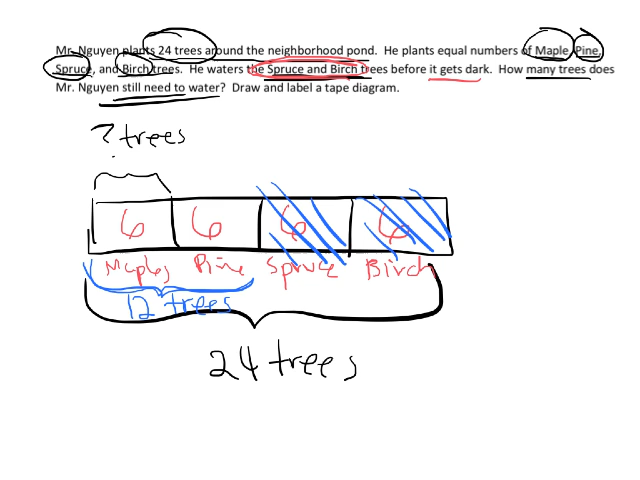 Mr. Nguyen plants 24 trees around the neighborhood pond. He plants equal numbers of Maple, Pine,
Spruce, and Birch trees. He waters the Spruce and Birch trees before it gets dark. How many trees does
Mr. Nguyen still need to water? Draw and label a tape diagram.
? trees
6 6 6 6
Maples Pine Spruce Birch
12 trees
24 trees